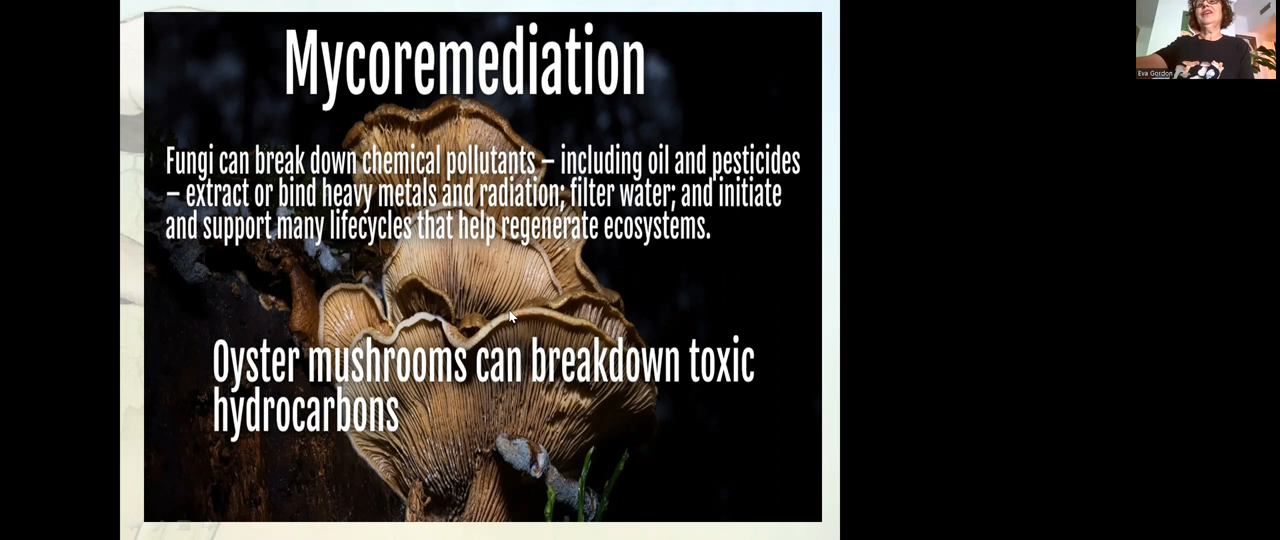 Mycoremediation
Fungi can break down chemical pollutants – including oil and pesticides
– extract or bind heavy metals and radiation; filter water; and initiate
and support many lifecycles that help regenerate ecosystems.
Oyster mushrooms can breakdown toxic
hydrocarbons
Eva Gordon